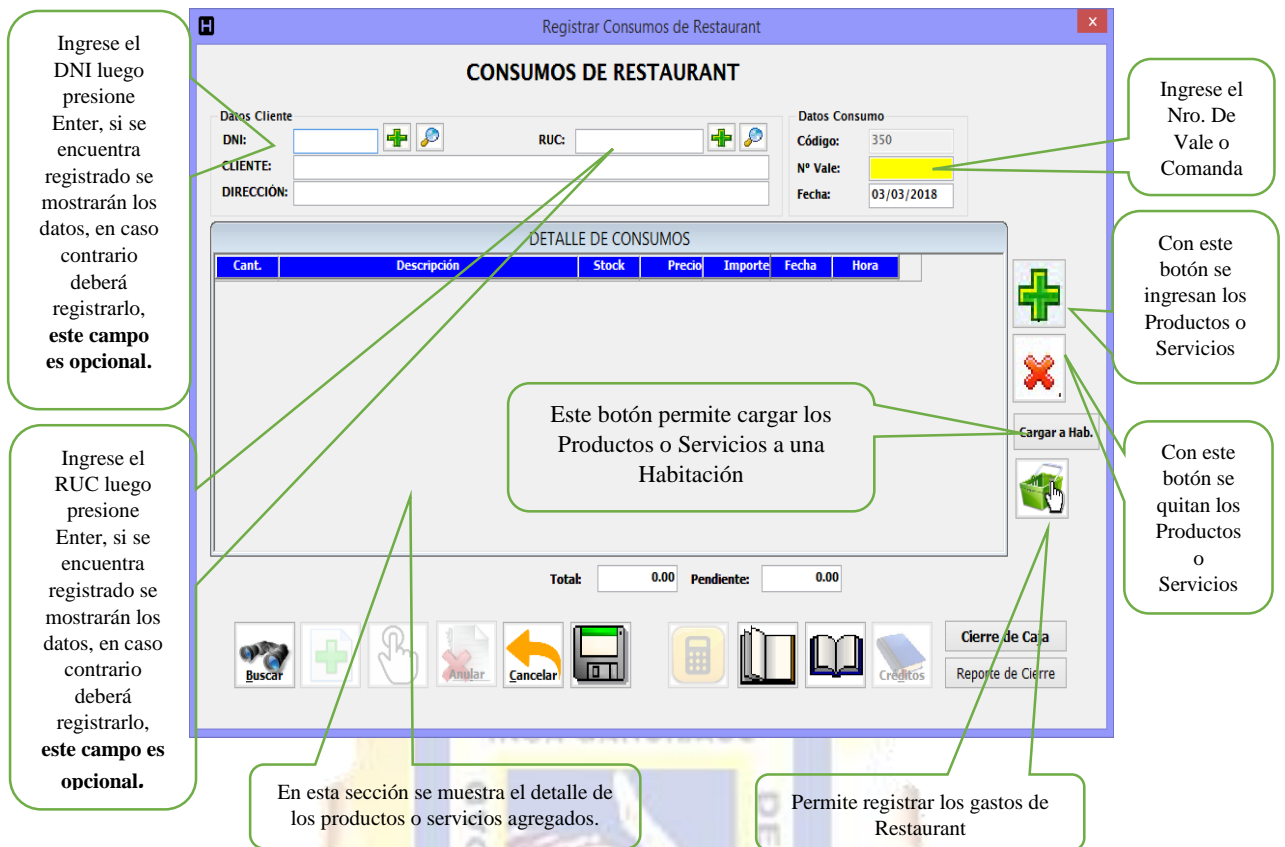 Ingrese el
DNI luego
presione
Enter, si se
encuentra
registrado se
mostrarán los
datos, en caso
contrario
deberá
registrarlo,
este campo
es opcional.
Ingrese el
RUC luego
presione
Enter, si se
encuentra
registrado se
mostrarán los
datos, en caso
contrario
deberá
registrarlo,
este campo es
opcional.
H
Registrar Consumos de Restaurant
x
CONSUMOS DE RESTAURANT
Datos Cliente
DNI:
RUC:
CLIENTE:
DIRECCIÓN:
Datos Consumo
Código: 350
Nº Vale:
Fecha: 03/03/2018
DETALLE DE CONSUMOS
Cant. Descripción Stock Precio Importe Fecha Hora
Este botón permite cargar los
Productos o Servicios a una
Habitación
Cargar a Hab.
Total: 0.00 Pendiente: 0.00
Buscar
Anular
Cancelar
Créditos
Cierre de Caja
Reporte de Cierre
Ingrese el
Nro. De
Vale o
Comanda
Con este
botón se
ingresan los
Productos o
Servicios
Con este
botón se
quitan los
Productos
o
Servicios
En esta sección se muestra el detalle de
los productos o servicios agregados.
Permite registrar los gastos de
Restaurant
DE